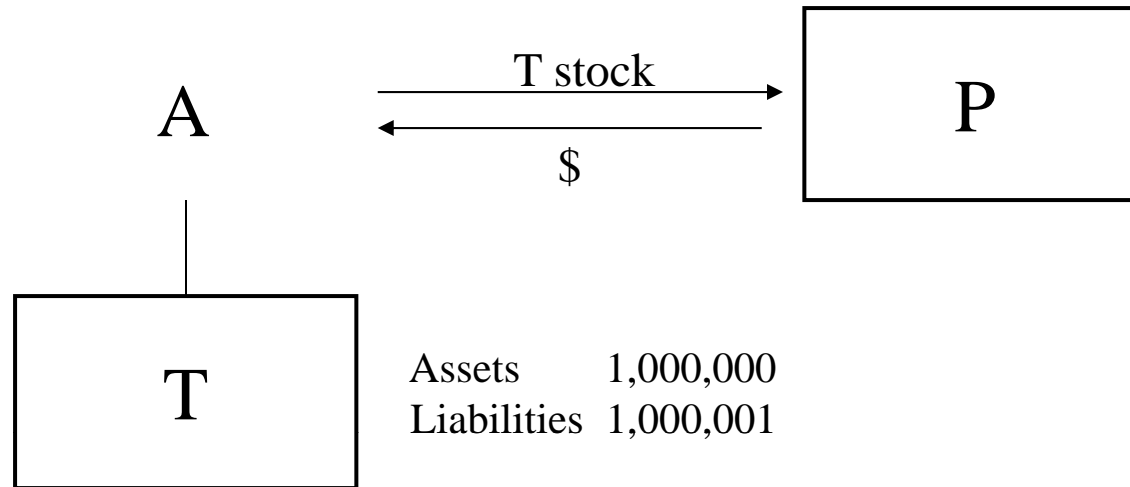 T stock
A
P
$
T
Assets 1,000,000
Liabilities 1,000,001